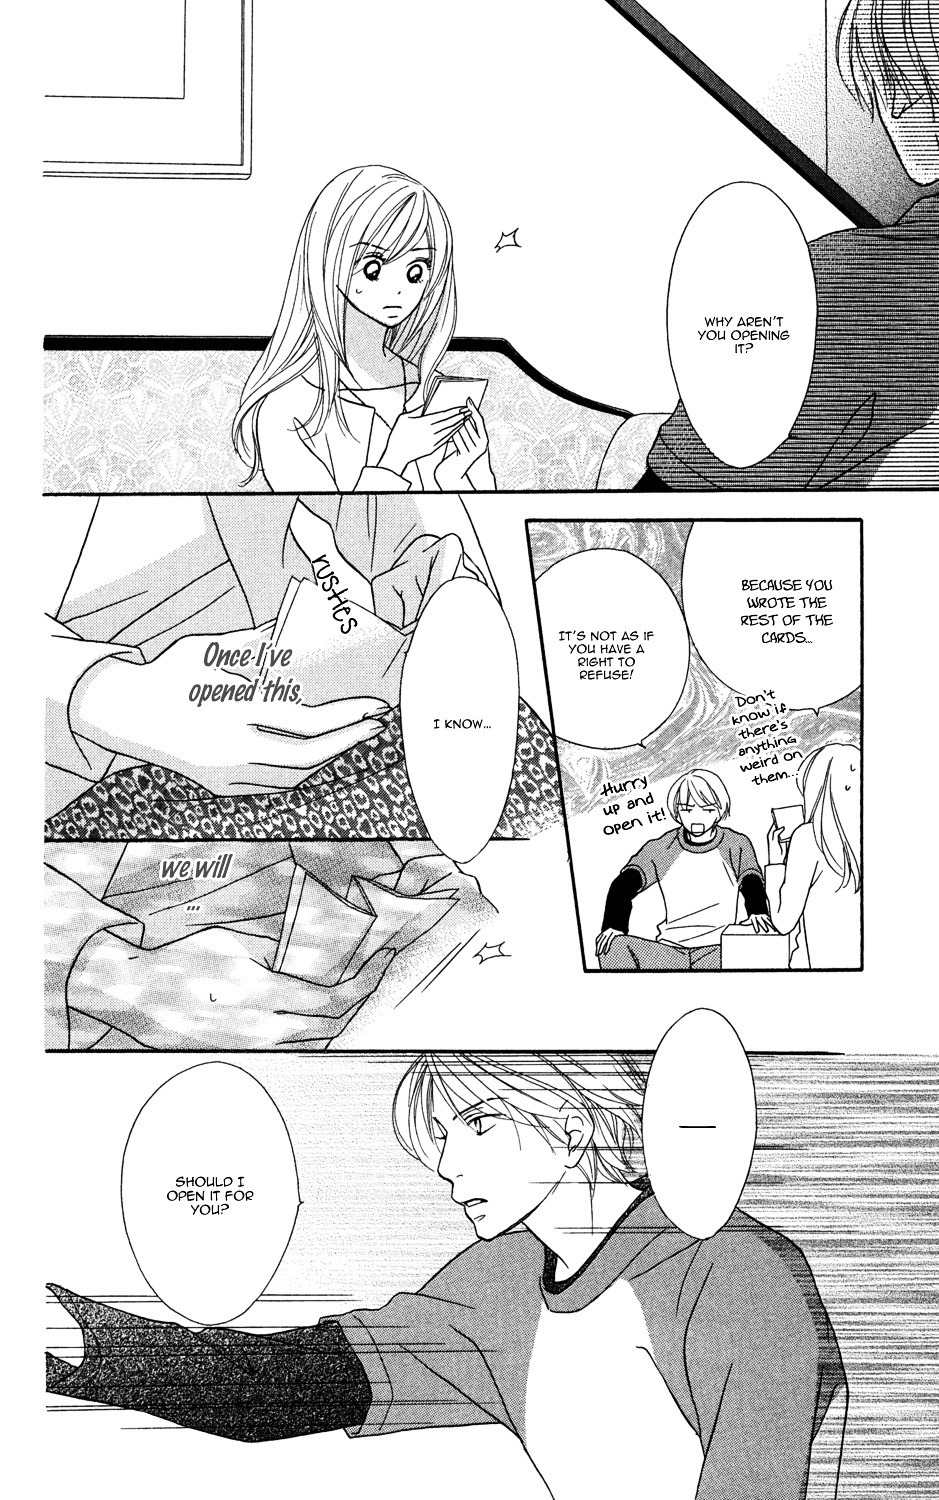 WHY AREN'T
YOU OPENING
IT?
BECAUSE YOU
WROTE THE
REST OF THE
CARDS...
Don't
know if
there's
anything
weird on
them...
IT'S NOT AS IF
YOU HAVE A
RIGHT TO
REFUSE!
Hurry
up and
open it!
I KNOW...
rustles
Once I've
opened this,
we will
...
—
SHOULD I
OPEN IT FOR
YOU?